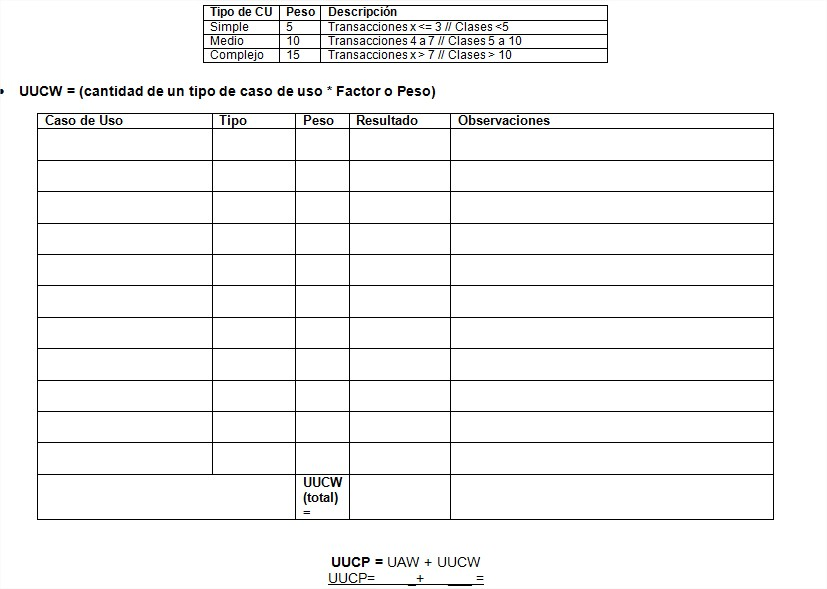 Tipo de CU Peso Descripción
Simple 5 Transacciones x <= 3 // Clases <5
Medio 10 Transacciones 4 a 7 // Clases 5 a 10
Complejo 15 Transacciones x > 7 // Clases > 10
• UUCW = (cantidad de un tipo de caso de uso * Factor o Peso)
Caso de Uso Tipo Peso Resultado Observaciones
UUCW
(total)
=
UUCP = UAW + UUCW
UUCP= _+ ___ =